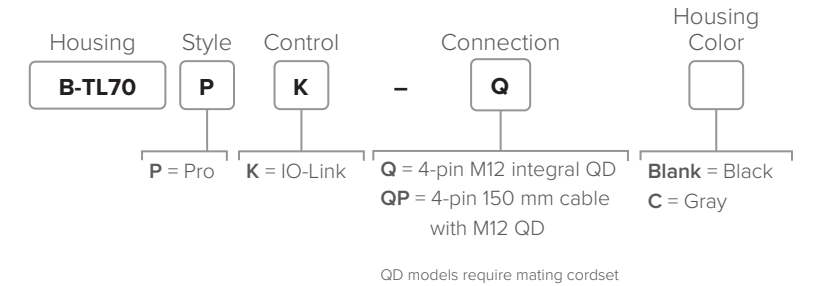 Housing Style Control Connection Housing Color
B-TL70 P K – Q
P = Pro
K = IO-Link
Q = 4-pin M12 integral QD
QP = 4-pin 150 mm cable
with M12 QD
Blank = Black
C = Gray
QD models require mating cordset